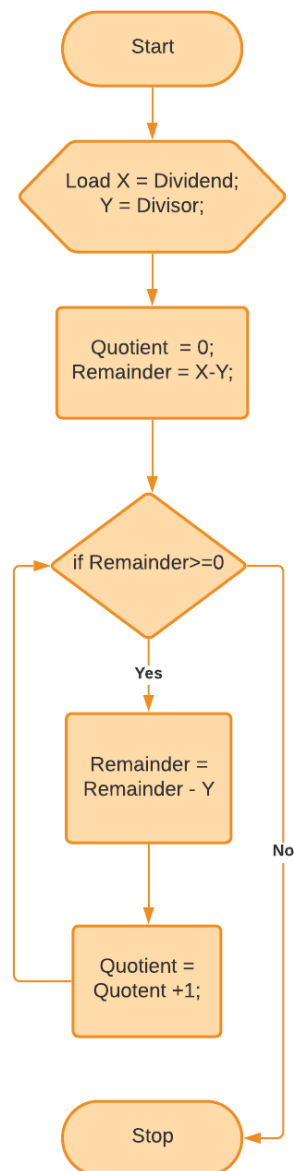 Start
Load X = Dividend;
Y = Divisor;
Quotient  = 0;
Remainder = X-Y;
if Remainder>=0
Yes
Remainder =
Remainder - Y
No
Quotient =
Quotent +1;
Stop